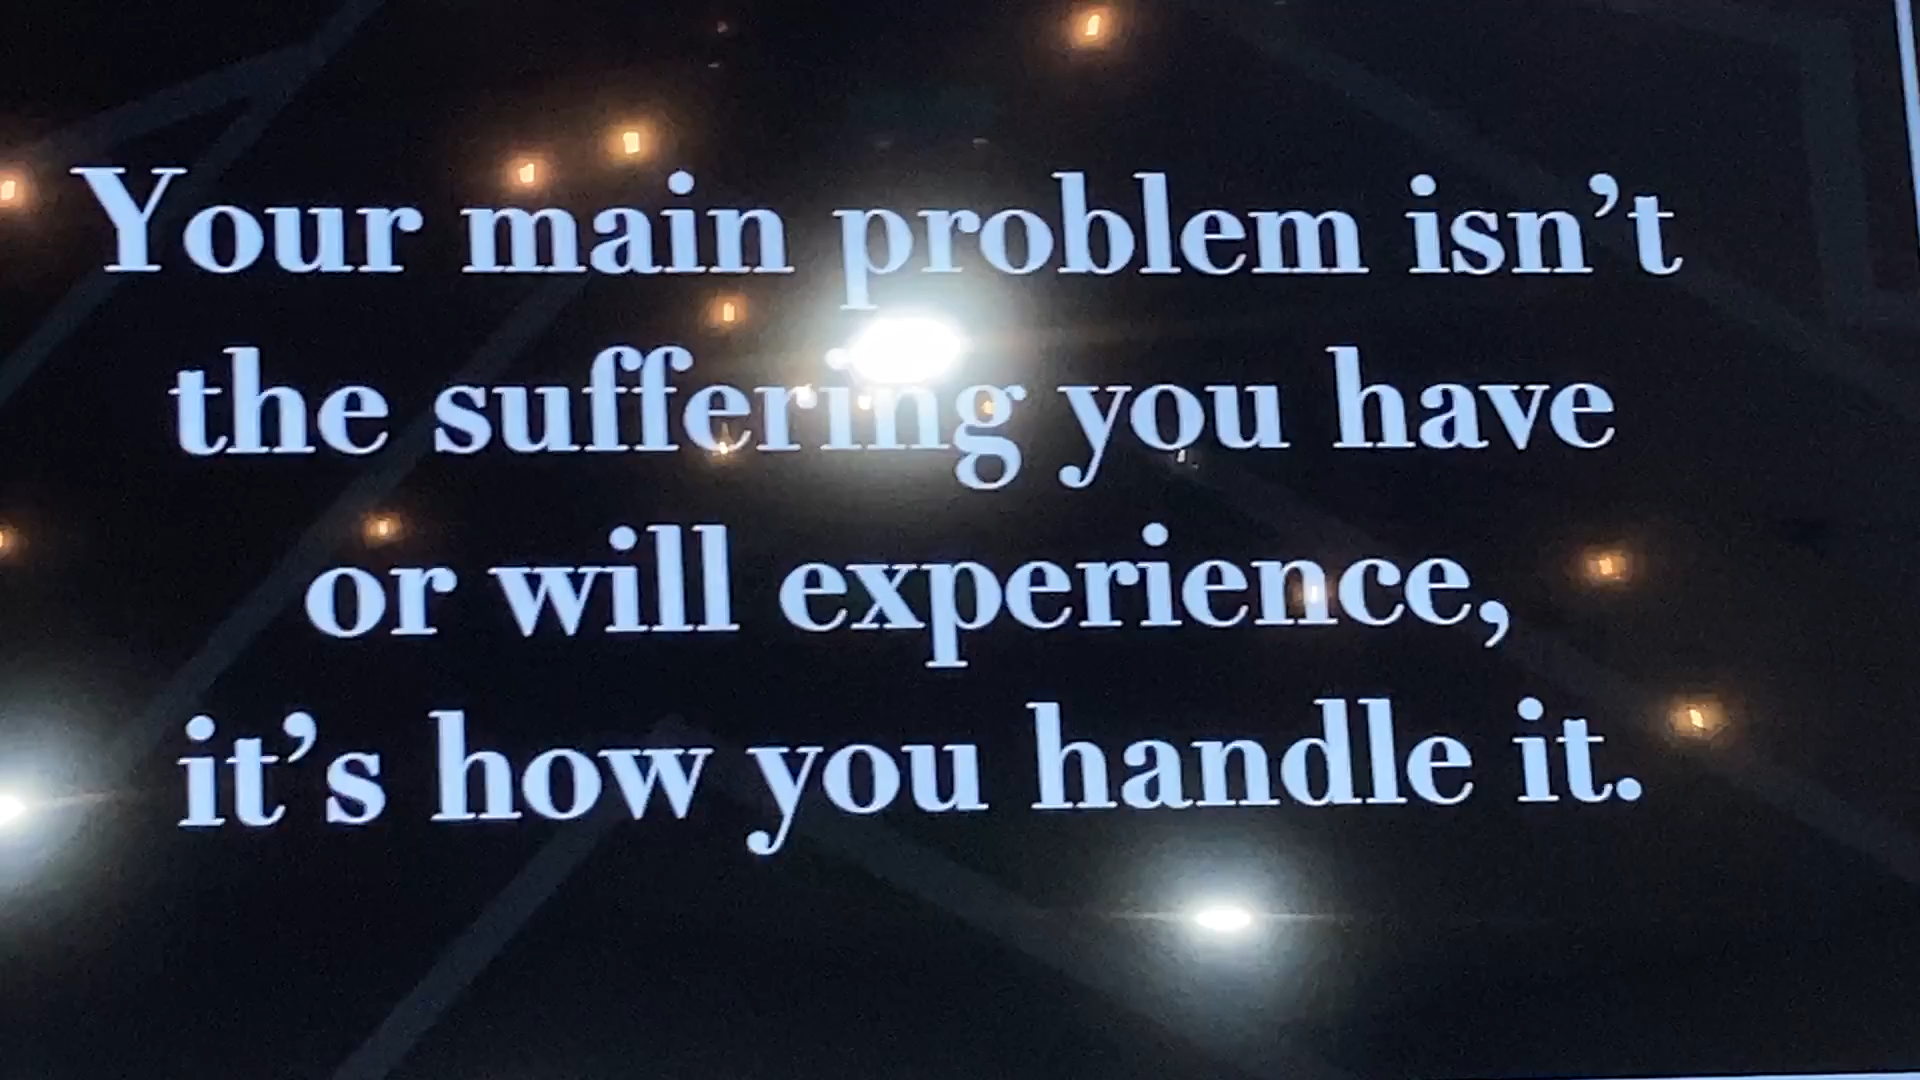 Your main problem isn’t
the suffering you have
or will experience,
it’s how you handle it.